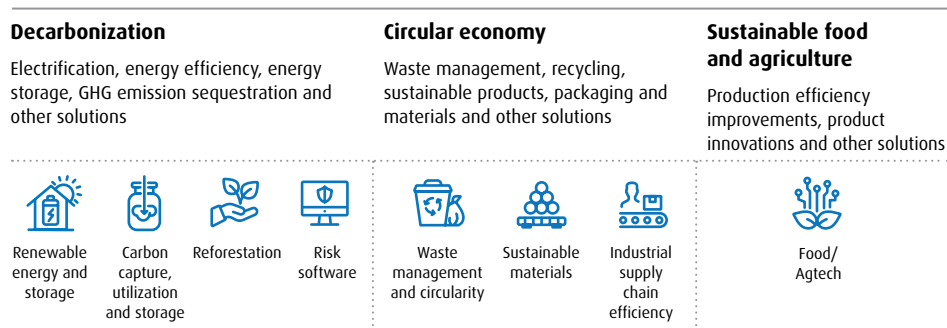 Decarbonization
Electrification, energy efficiency, energy
storage, GHG emission sequestration and
other solutions
Circular economy
Waste management, recycling,
sustainable products, packaging and
materials and other solutions
Sustainable food
and agriculture
Production efficiency
improvements, product
innovations and other solutions
Renewable
energy and
storage
Carbon
capture,
utilization
and storage
Reforestation
Risk
software
Waste
management
and circularity
Sustainable
materials
Industrial
supply
chain
efficiency
Food/
Agtech